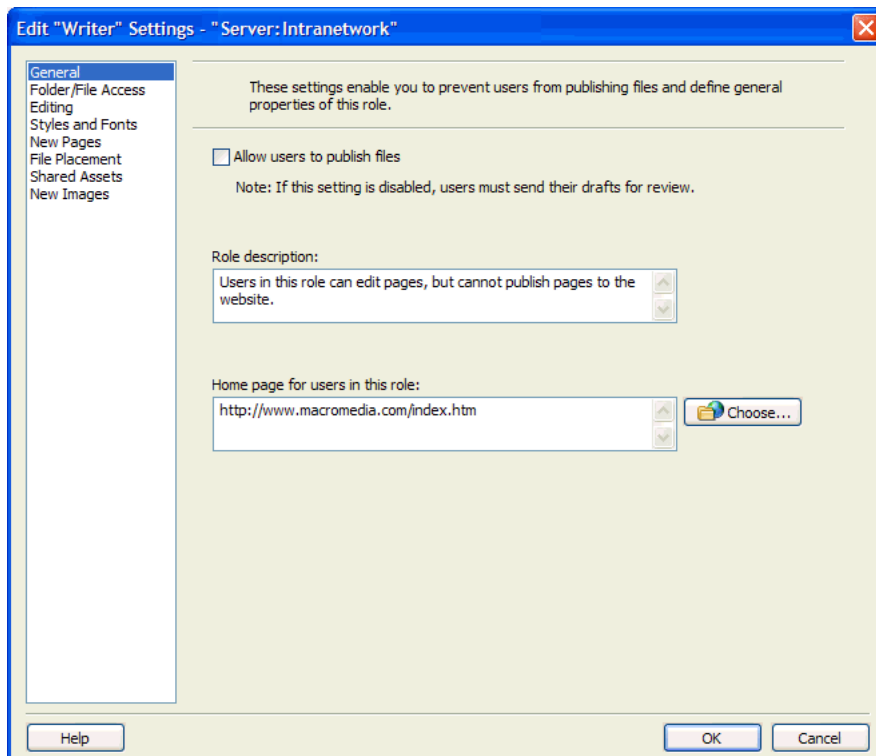 Edit "Writer" Settings - "Server:Intranetwork"
General
Folder/File Access
Editing
Styles and Fonts
New Pages
File Placement
Shared Assets
New Images
These settings enable you to prevent users from publishing files and define general
properties of this role.
Allow users to publish files
Note: If this setting is disabled, users must send their drafts for review.
Role description:
Users in this role can edit pages, but cannot publish pages to the
website.
Home page for users in this role:
http://www.macromedia.com/index.htm
Choose...
Help
OK
Cancel